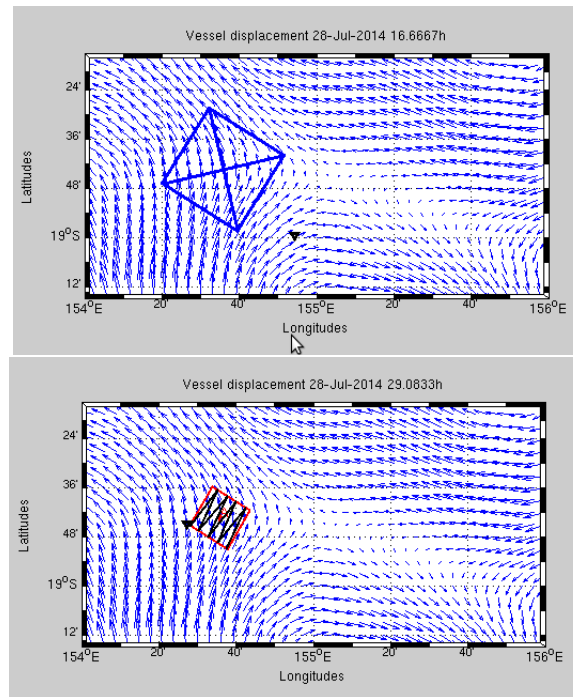 Vessel displacement 28-Jul-2014 16.6667h
24'
36'
48'
19°S
12'
Latitudes
154°E 20' 40' 155°E 20' 40' 156°E
Longitudes
Vessel displacement 28-Jul-2014 29.0833h
24'
36'
48'
19°S
12'
Latitudes
154°E 20' 40' 155°E 20' 40' 156°E
Longitudes